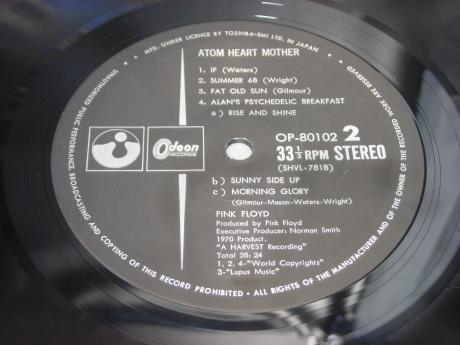 MFD. UNDER LICENCE BY TOSHIBA-EMI LTD. IN JAPAN
ATOM HEART MOTHER
1. IF (Waters)
2. SUMMER 68 (Wright)
3. FAT OLD SUN (Gilmour)
4. ALAN'S PSYCHEDELIC BREAKFAST
a) RISE AND SHINE
Odeon
RECORDS
OP-80102 2
33 1/3 RPM STEREO
(SHVL-781B)
b) SUNNY SIDE UP
c) MORNING GLORY
(Gilmour-Mason-Waters-Wright)
PINK FLOYD
Produced by Pink Floyd
Executive Producer: Norman Smith
1970 Product.
"A HARVEST Recording"
Total 28: 24
1, 2, 4-"World Copyrights"
3-"Lupus Music"
UNAUTHORIZED PUBLIC PERFORMANCE, BROADCASTING AND COPYING OF THIS RECORD PROHIBITED • ALL RIGHTS OF THE MANUFACTURER AND OF THE OWNER OF THE RECORDED WORK ARE RESERVED